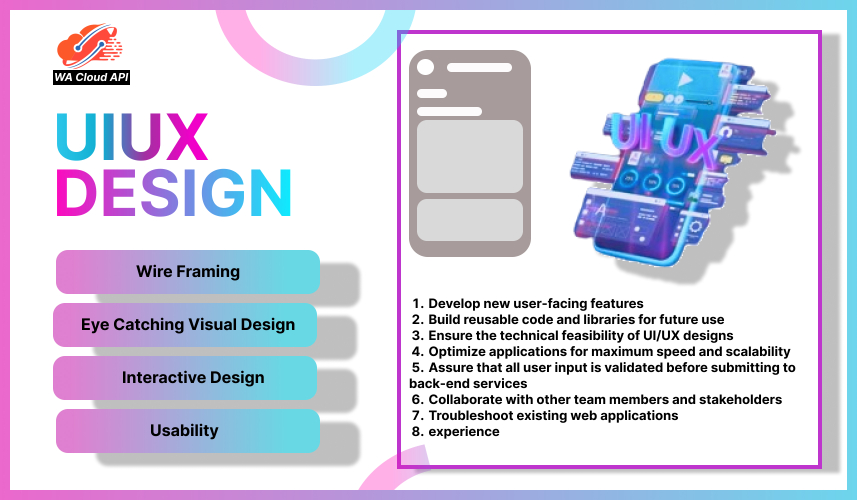 WA Cloud API
UIUX
DESIGN
Wire Framing
Eye Catching Visual Design
Interactive Design
Usability
UI UX
1. Develop new user-facing features
2. Build reusable code and libraries for future use
3. Ensure the technical feasibility of UI/UX designs
4. Optimize applications for maximum speed and scalability
5. Assure that all user input is validated before submitting to
back-end services
6. Collaborate with other team members and stakeholders
7. Troubleshoot existing web applications
8. experience